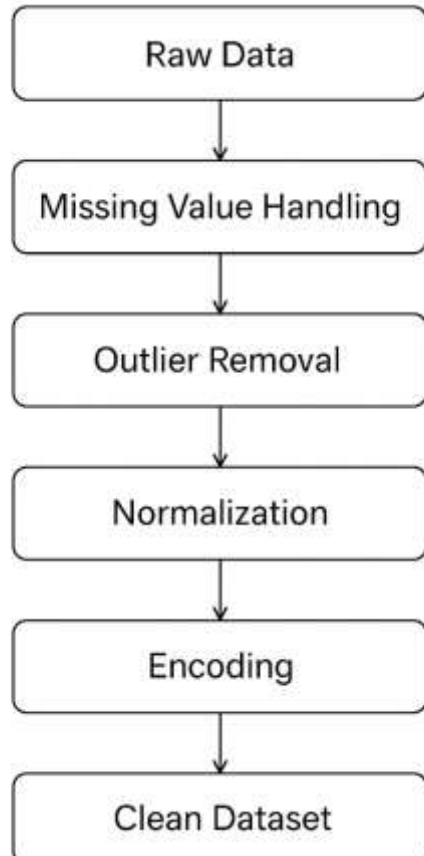 Raw Data
Missing Value Handling
Outlier Removal
Normalization
Encoding
Clean Dataset